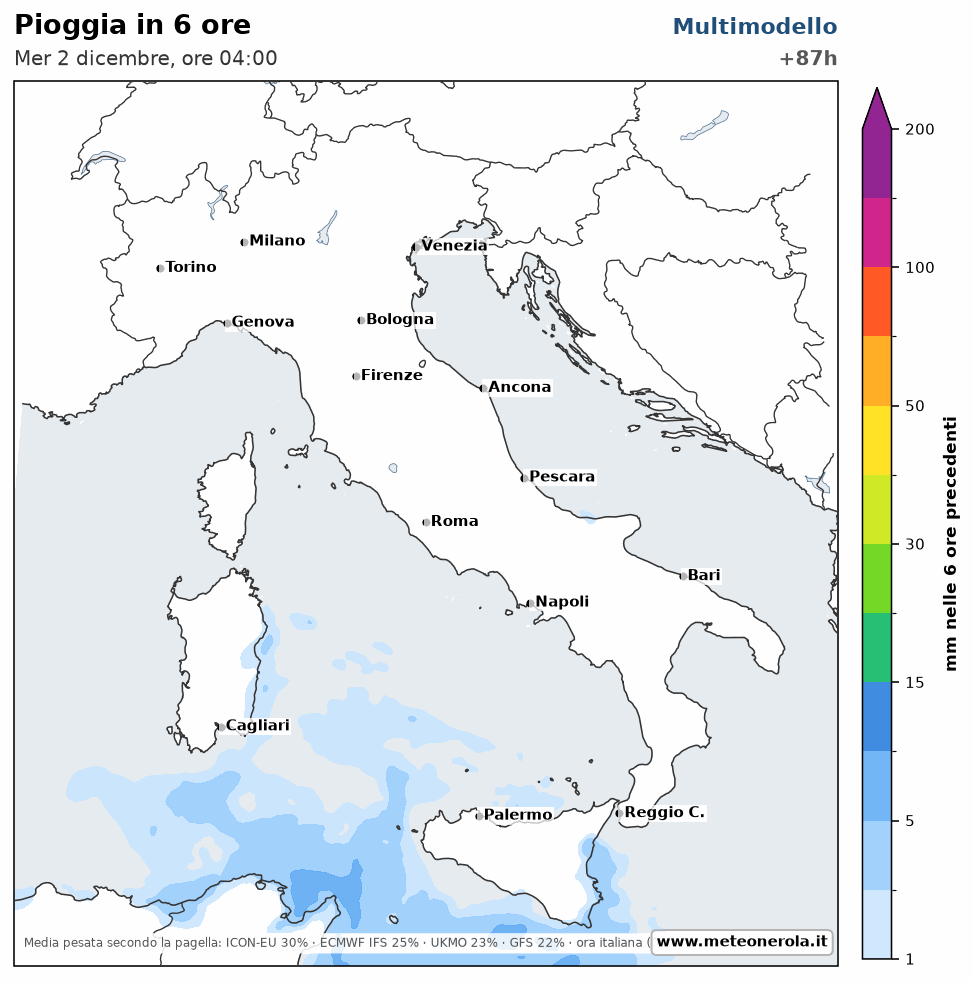 Pioggia in 6 ore
Multimodello
Mer 2 dicembre, ore 04:00
+87h
200
100
50
30
15
5
1
mm nelle 6 ore precedenti
Milano
Venezia
Torino
Genova
Bologna
Firenze
Ancona
Pescara
Roma
Bari
Napoli
Cagliari
Palermo
Reggio C.
Media pesata secondo la pagella: ICON-EU 30% · ECMWF IFS 25% · UKMO 23% · GFS 22% · ora italiana (
www.meteonerola.it